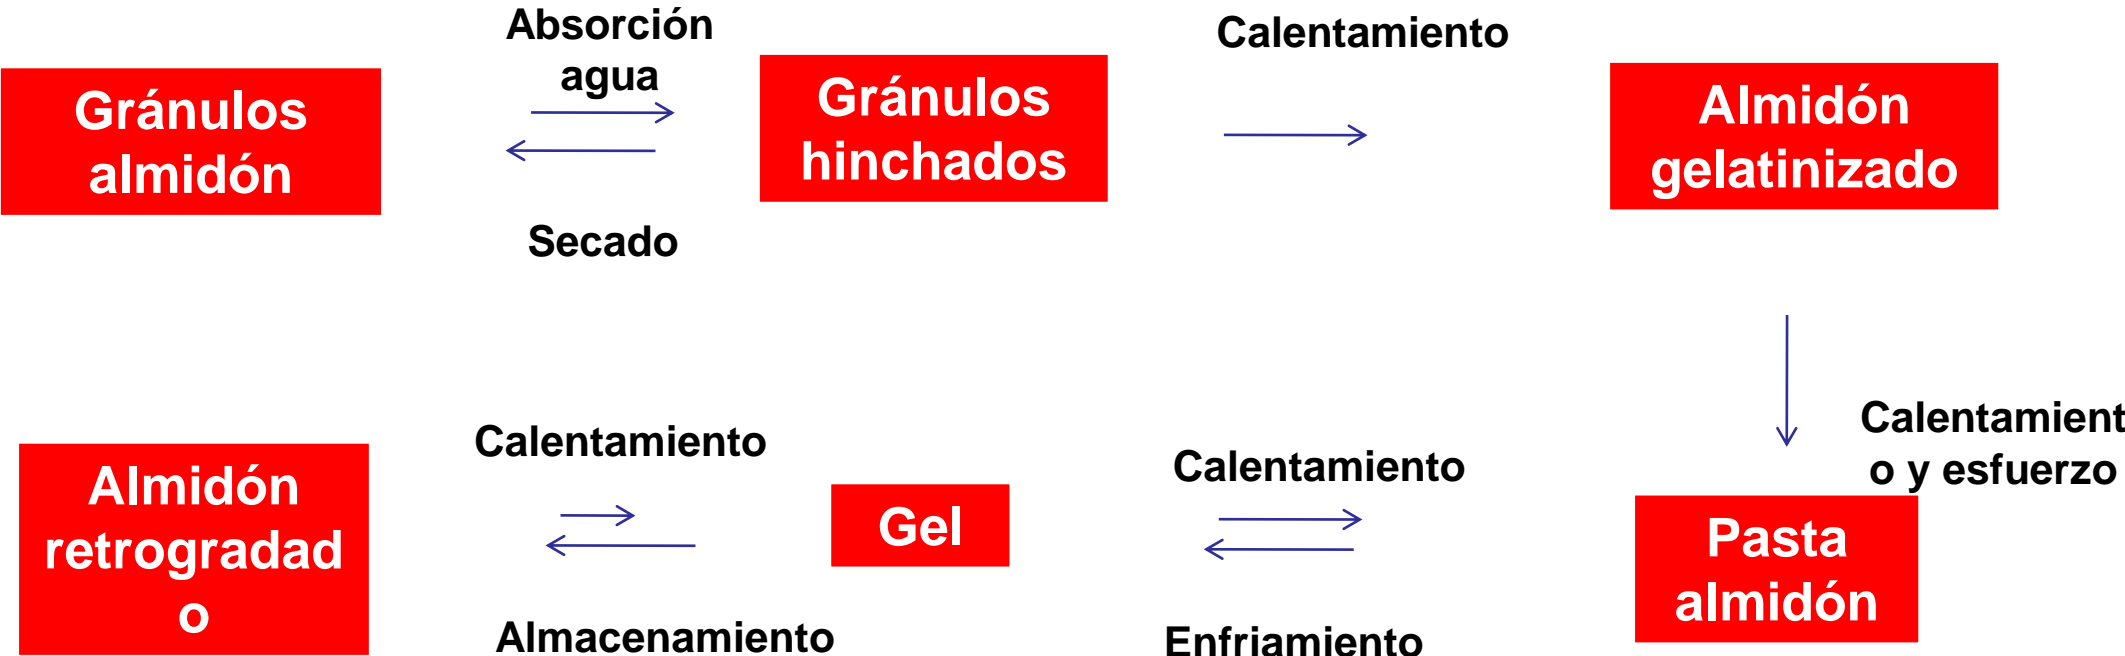 Absorción
agua
Calentamiento
Gránulos
almidón
Gránulos
hinchados
Almidón
gelatinizado
Secado
Calentamient
o y esfuerzo
Calentamiento
Calentamiento
Almidón
retrogradad
o
Gel
Pasta
almidón
Almacenamiento
Enfriamiento